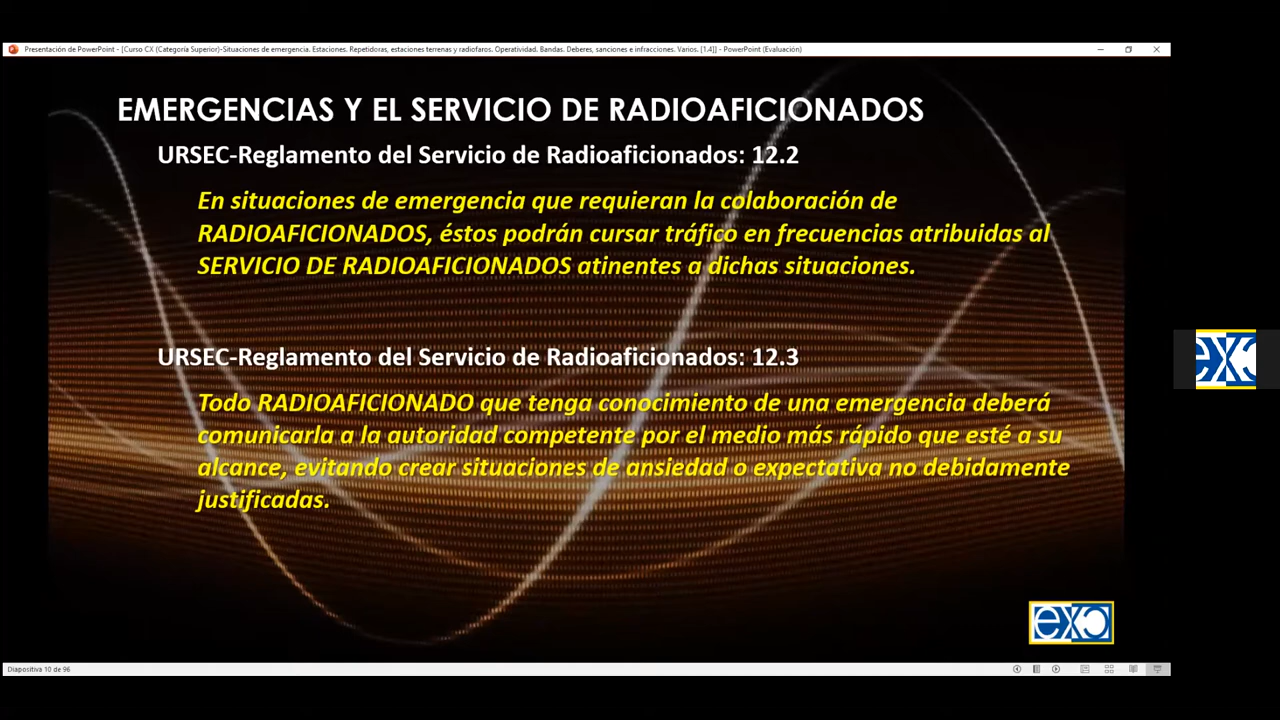 Presentación de PowerPoint - [Curso CX (Categoría Superior)-Situaciones de emergencia. Estaciones. Repetidoras, estaciones terrenas y radiofaros. Operatividad. Bandas. Deberes, sanciones e infracciones. Varios. [1.4]] - PowerPoint (Evaluación)
EMERGENCIAS Y EL SERVICIO DE RADIOAFICIONADOS
URSEC-Reglamento del Servicio de Radioaficionados: 12.2
En situaciones de emergencia que requieran la colaboración de
RADIOAFICIONADOS, éstos podrán cursar tráfico en frecuencias atribuidas al
SERVICIO DE RADIOAFICIONADOS atinentes a dichas situaciones.
URSEC-Reglamento del Servicio de Radioaficionados: 12.3
Todo RADIOAFICIONADO que tenga conocimiento de una emergencia deberá
comunicarla a la autoridad competente por el medio más rápido que esté a su
alcance, evitando crear situaciones de ansiedad o expectativa no debidamente
justificadas.
exc
exc
Diapositiva 10 de 96